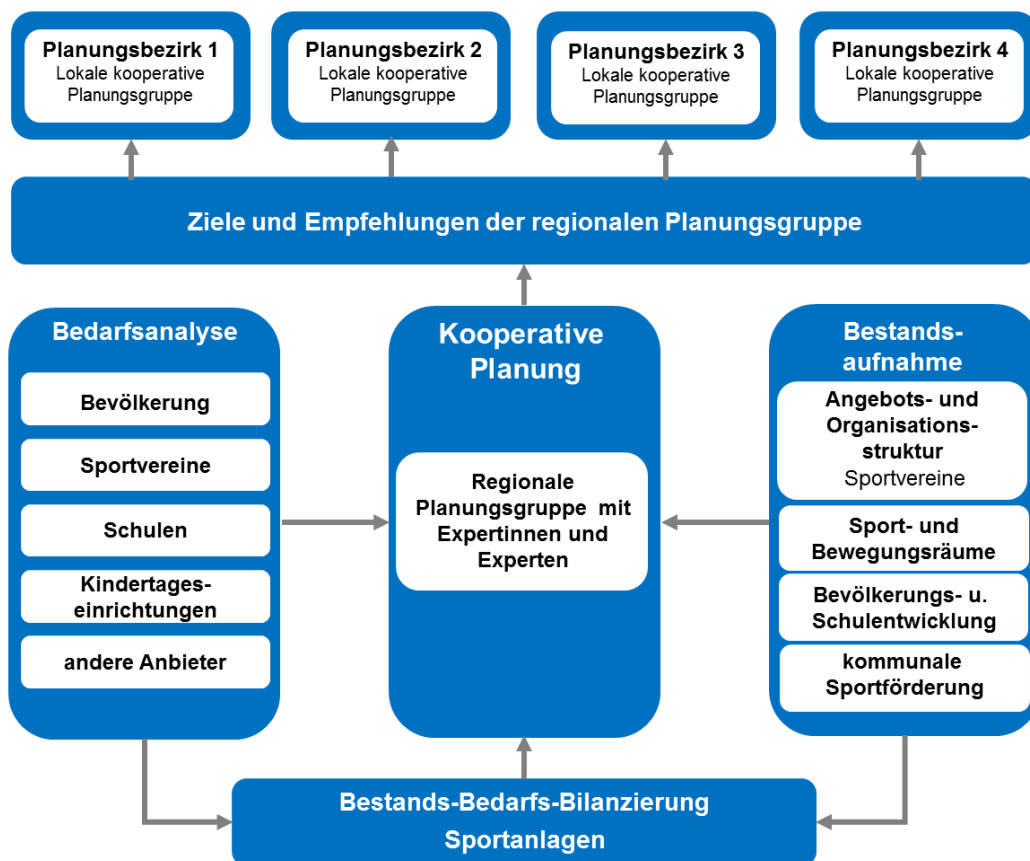 Planungsbezirk 1
Lokale kooperative
Planungsgruppe
Planungsbezirk 2
Lokale kooperative
Planungsgruppe
Planungsbezirk 3
Lokale kooperative
Planungsgruppe
Planungsbezirk 4
Lokale kooperative
Planungsgruppe
Ziele und Empfehlungen der regionalen Planungsgruppe
Bedarfsanalyse
Bevölkerung
Sportvereine
Schulen
Kindertages-
einrichtungen
andere Anbieter
Kooperative
Planung
Regionale
Planungsgruppe mit
Expertinnen und
Experten
Bestands-
aufnahme
Angebots- und
Organisations-
struktur
Sportvereine
Sport- und
Bewegungsräume
Bevölkerungs- u.
Schulentwicklung
kommunale
Sportförderung
Bestands-Bedarfs-Bilanzierung
Sportanlagen